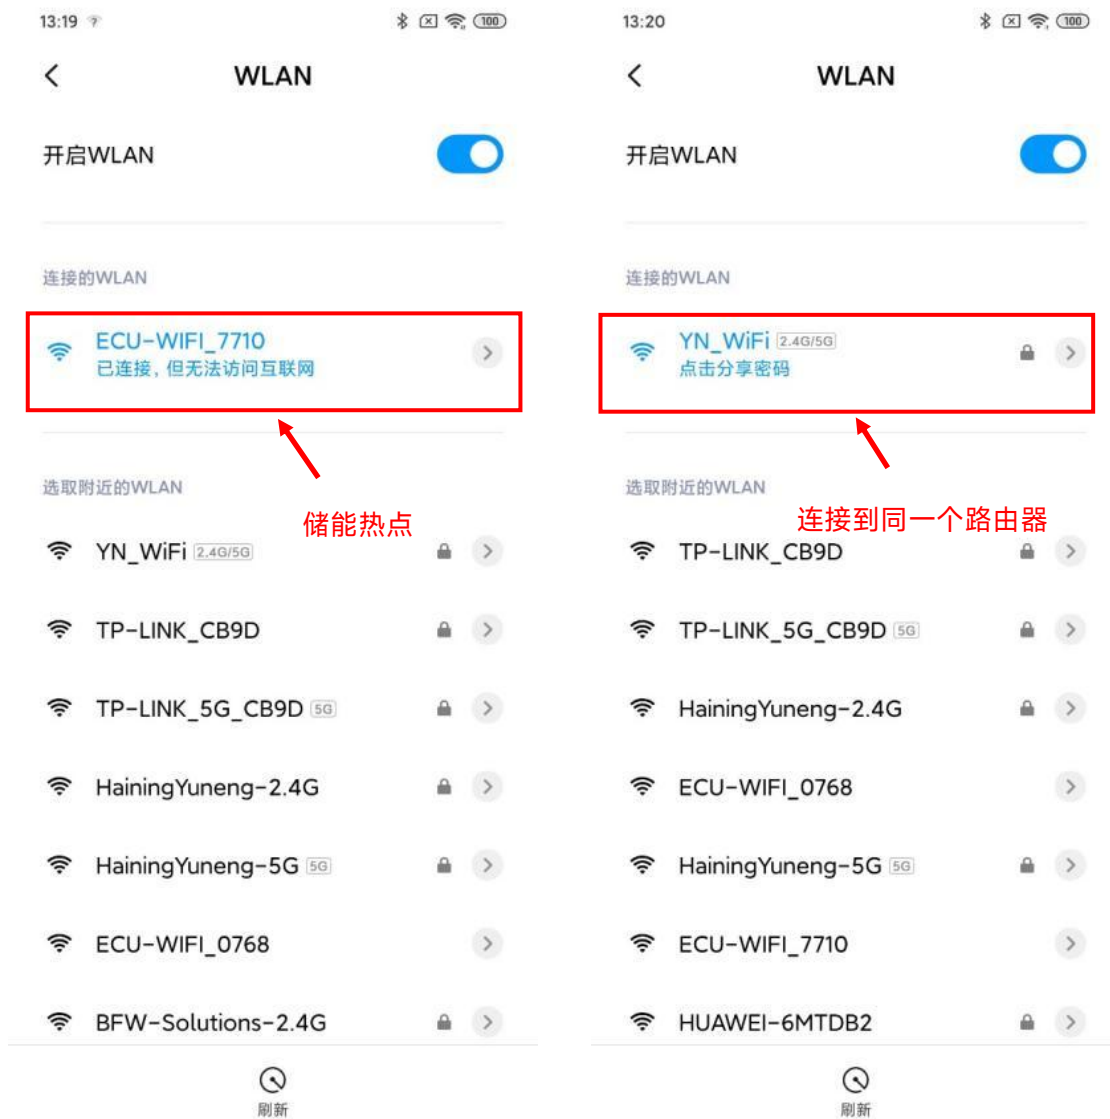 13:19
100
WLAN
开启WLAN
连接的WLAN
ECU-WIFI_7710
已连接，但无法访问互联网
选取附近的WLAN
储能热点
YN_WiFi 2.4G/5G
TP-LINK_CB9D
TP-LINK_5G_CB9D 5G
HainingYuneng-2.4G
HainingYuneng-5G 5G
ECU-WIFI_0768
BFW-Solutions-2.4G
刷新
13:20
100
WLAN
开启WLAN
连接的WLAN
YN_WiFi 2.4G/5G
点击分享密码
选取附近的WLAN
连接到同一个路由器
TP-LINK_CB9D
TP-LINK_5G_CB9D 5G
HainingYuneng-2.4G
ECU-WIFI_0768
HainingYuneng-5G 5G
ECU-WIFI_7710
HUAWEI-6MTDB2
刷新